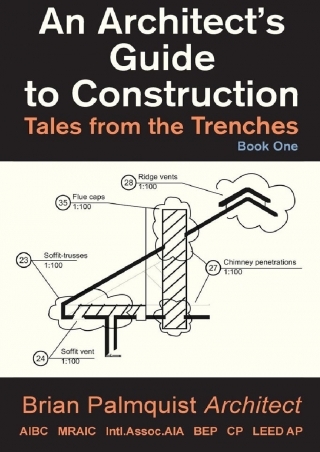 An Architect's
Guide
to Construction
Tales from the Trenches
Book One
28 Ridge vents
1:100
35 Flue caps
1:100
23 Soffit-trusses
1:100
27 Chimney penetrations
1:100
24 Soffit vent
1:100
Brian Palmquist Architect
AIBC MRAIC Intl.Assoc.AIA BEP CP LEED AP